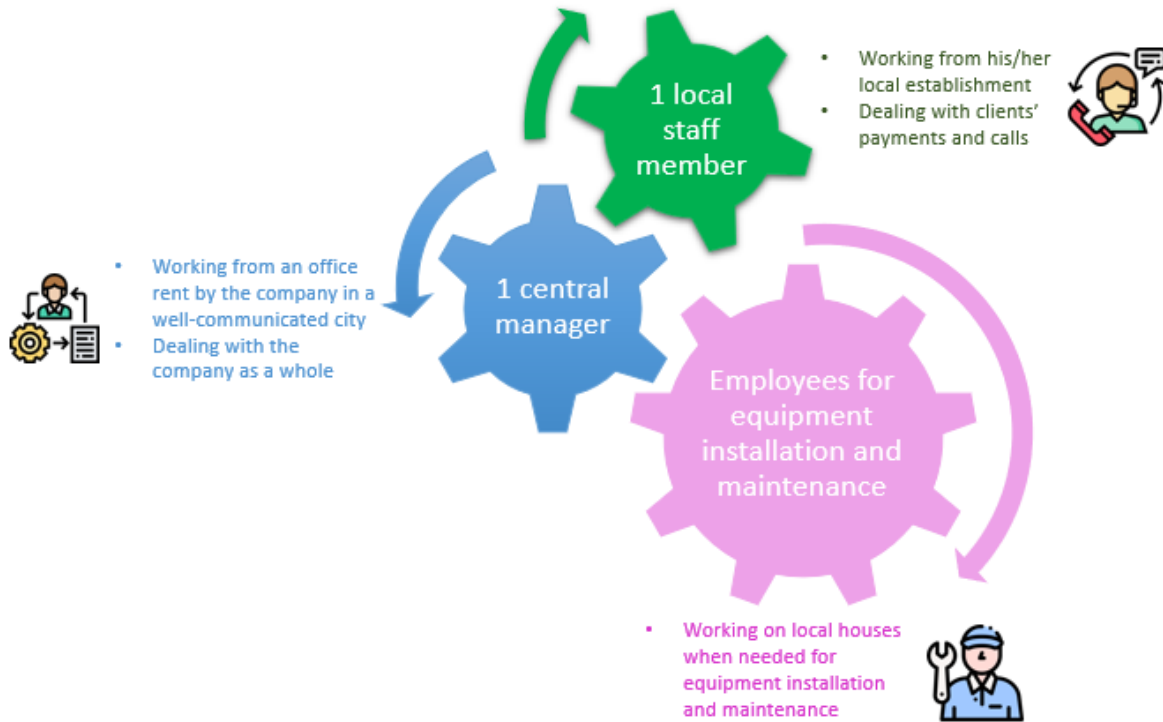 1 local
staff
member
• Working from his/her
local establishment
• Dealing with clients'
payments and calls
• Working from an office
rent by the company in a
well-communicated city
• Dealing with the
company as a whole
1 central
manager
Employees for
equipment
installation and
maintenance
• Working on local houses
when needed for
equipment installation
and maintenance